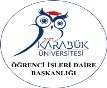 KARABÜK
ÜNİVERSİTESİ
ÖĞRENCİ İŞLERİ DAİRE
BAŞKANLIĞI